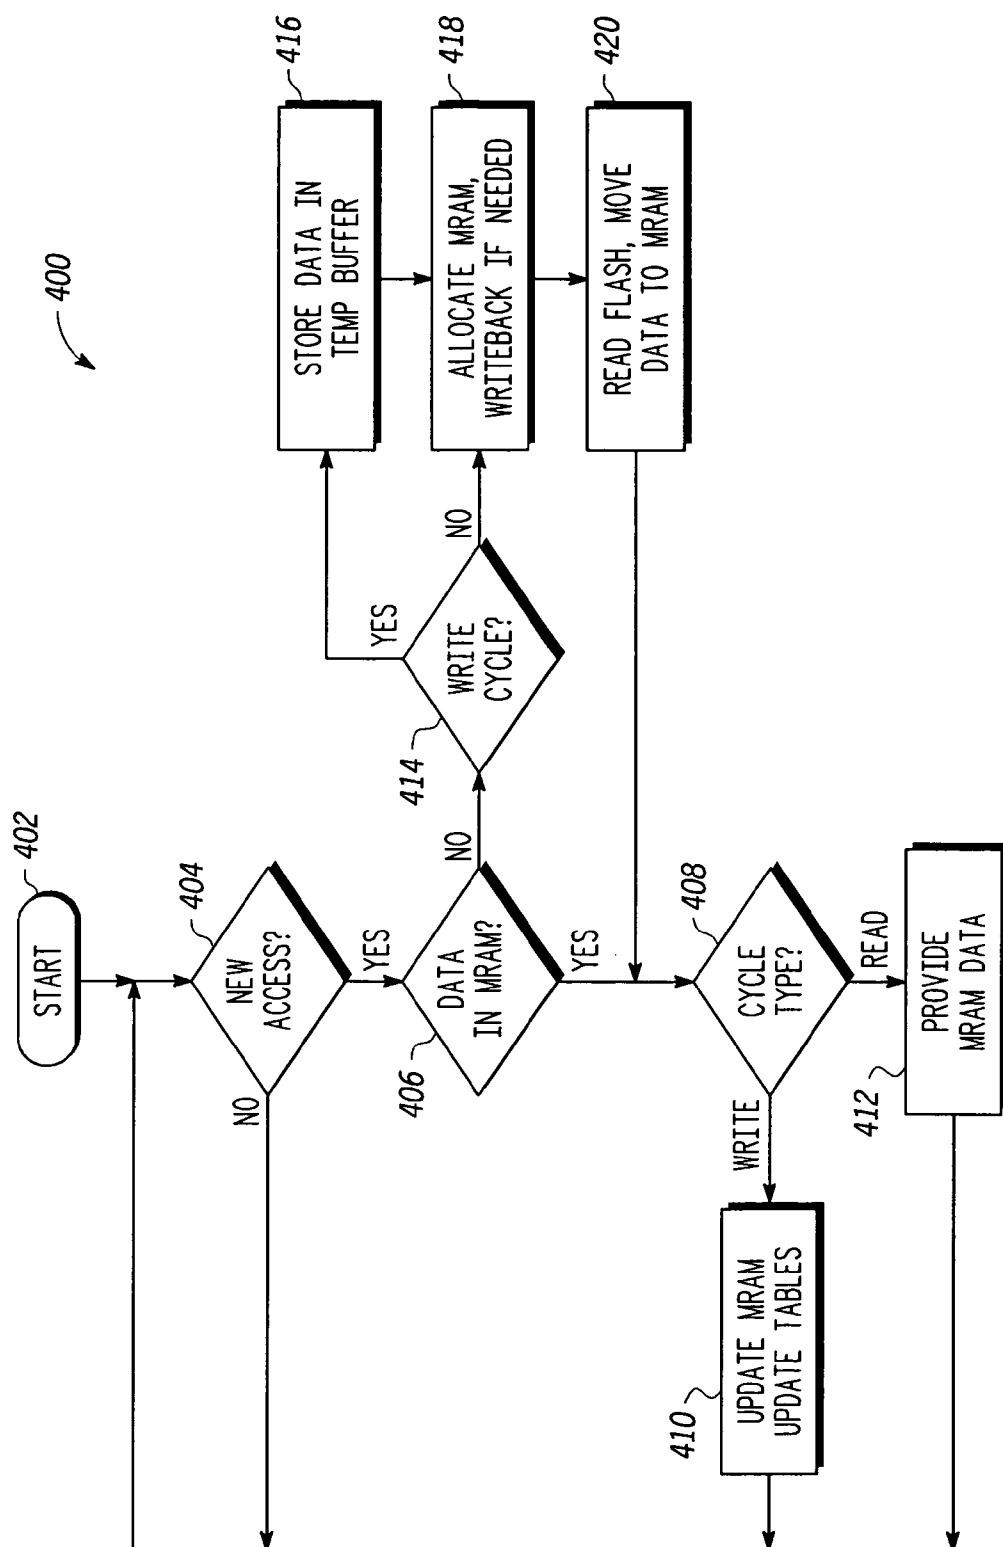 400
START
402
NEW
ACCESS?
404
NO
YES
DATA
IN MRAM?
406
NO
YES
WRITE
CYCLE?
414
YES
NO
STORE DATA IN
TEMP BUFFER
416
ALLOCATE MRAM,
WRITEBACK IF NEEDED
418
READ FLASH, MOVE
DATA TO MRAM
420
CYCLE
TYPE?
408
WRITE
READ
UPDATE MRAM
UPDATE TABLES
410
PROVIDE
MRAM DATA
412